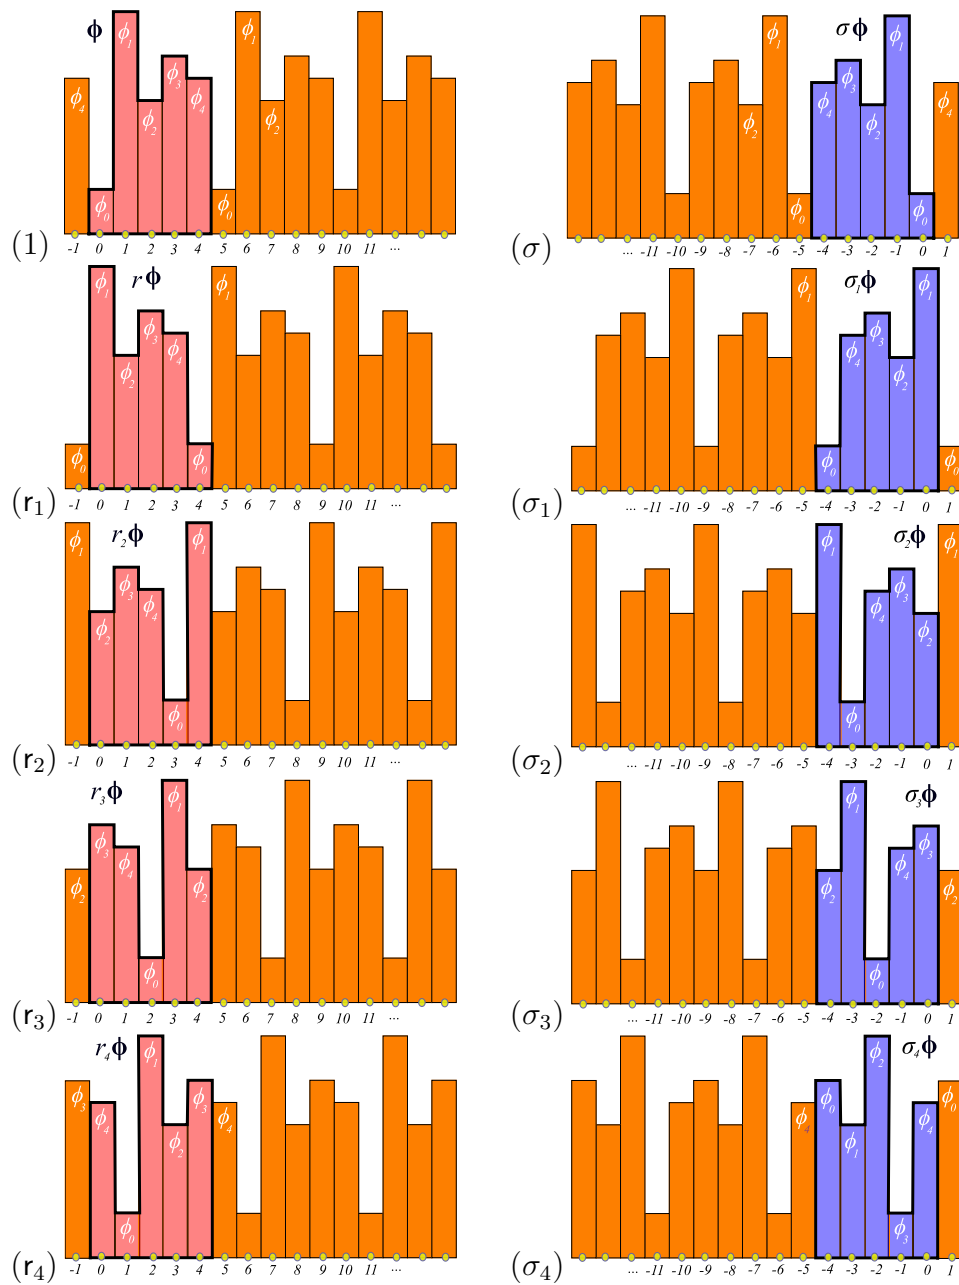 ϕ
ϕ₄ ϕ₀ ϕ₁ ϕ₂ ϕ₃ ϕ₄ ϕ₀ ϕ₁ ϕ₂
(1) -1 0 1 2 3 4 5 6 7 8 9 10 11 ...
σϕ
ϕ₁ ϕ₂ ϕ₀ ϕ₄ ϕ₃ ϕ₂ ϕ₁ ϕ₀ ϕ₄
(σ) ... -11 -10 -9 -8 -7 -6 -5 -4 -3 -2 -1 0 1
rϕ
ϕ₀ ϕ₁ ϕ₂ ϕ₃ ϕ₄ ϕ₀ ϕ₁
(r₁) -1 0 1 2 3 4 5 6 7 8 9 10 11 ...
σ₁ϕ
ϕ₁ ϕ₀ ϕ₄ ϕ₃ ϕ₂ ϕ₁ ϕ₀
(σ₁) ... -11 -10 -9 -8 -7 -6 -5 -4 -3 -2 -1 0 1
r₂ϕ
ϕ₁ ϕ₂ ϕ₃ ϕ₄ ϕ₀ ϕ₁
(r₂) -1 0 1 2 3 4 5 6 7 8 9 10 11 ...
σ₂ϕ
ϕ₁ ϕ₀ ϕ₄ ϕ₃ ϕ₂ ϕ₁
(σ₂) ... -11 -10 -9 -8 -7 -6 -5 -4 -3 -2 -1 0 1
r₃ϕ
ϕ₂ ϕ₃ ϕ₄ ϕ₀ ϕ₁ ϕ₂
(r₃) -1 0 1 2 3 4 5 6 7 8 9 10 11 ...
σ₃ϕ
ϕ₂ ϕ₁ ϕ₀ ϕ₄ ϕ₃ ϕ₂
(σ₃) ... -11 -10 -9 -8 -7 -6 -5 -4 -3 -2 -1 0 1
r₄ϕ
ϕ₃ ϕ₄ ϕ₀ ϕ₁ ϕ₂ ϕ₃ ϕ₄
(r₄) -1 0 1 2 3 4 5 6 7 8 9 10 11 ...
σ₄ϕ
ϕ₄ ϕ₀ ϕ₁ ϕ₂ ϕ₃ ϕ₄ ϕ₀
(σ₄) ... -11 -10 -9 -8 -7 -6 -5 -4 -3 -2 -1 0 1